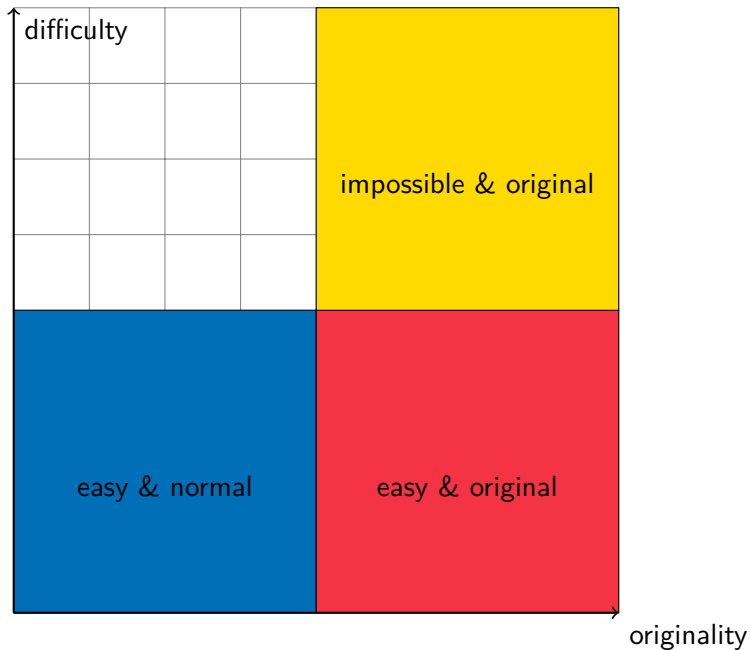 difficulty
impossible & original
easy & normal
easy & original
originality